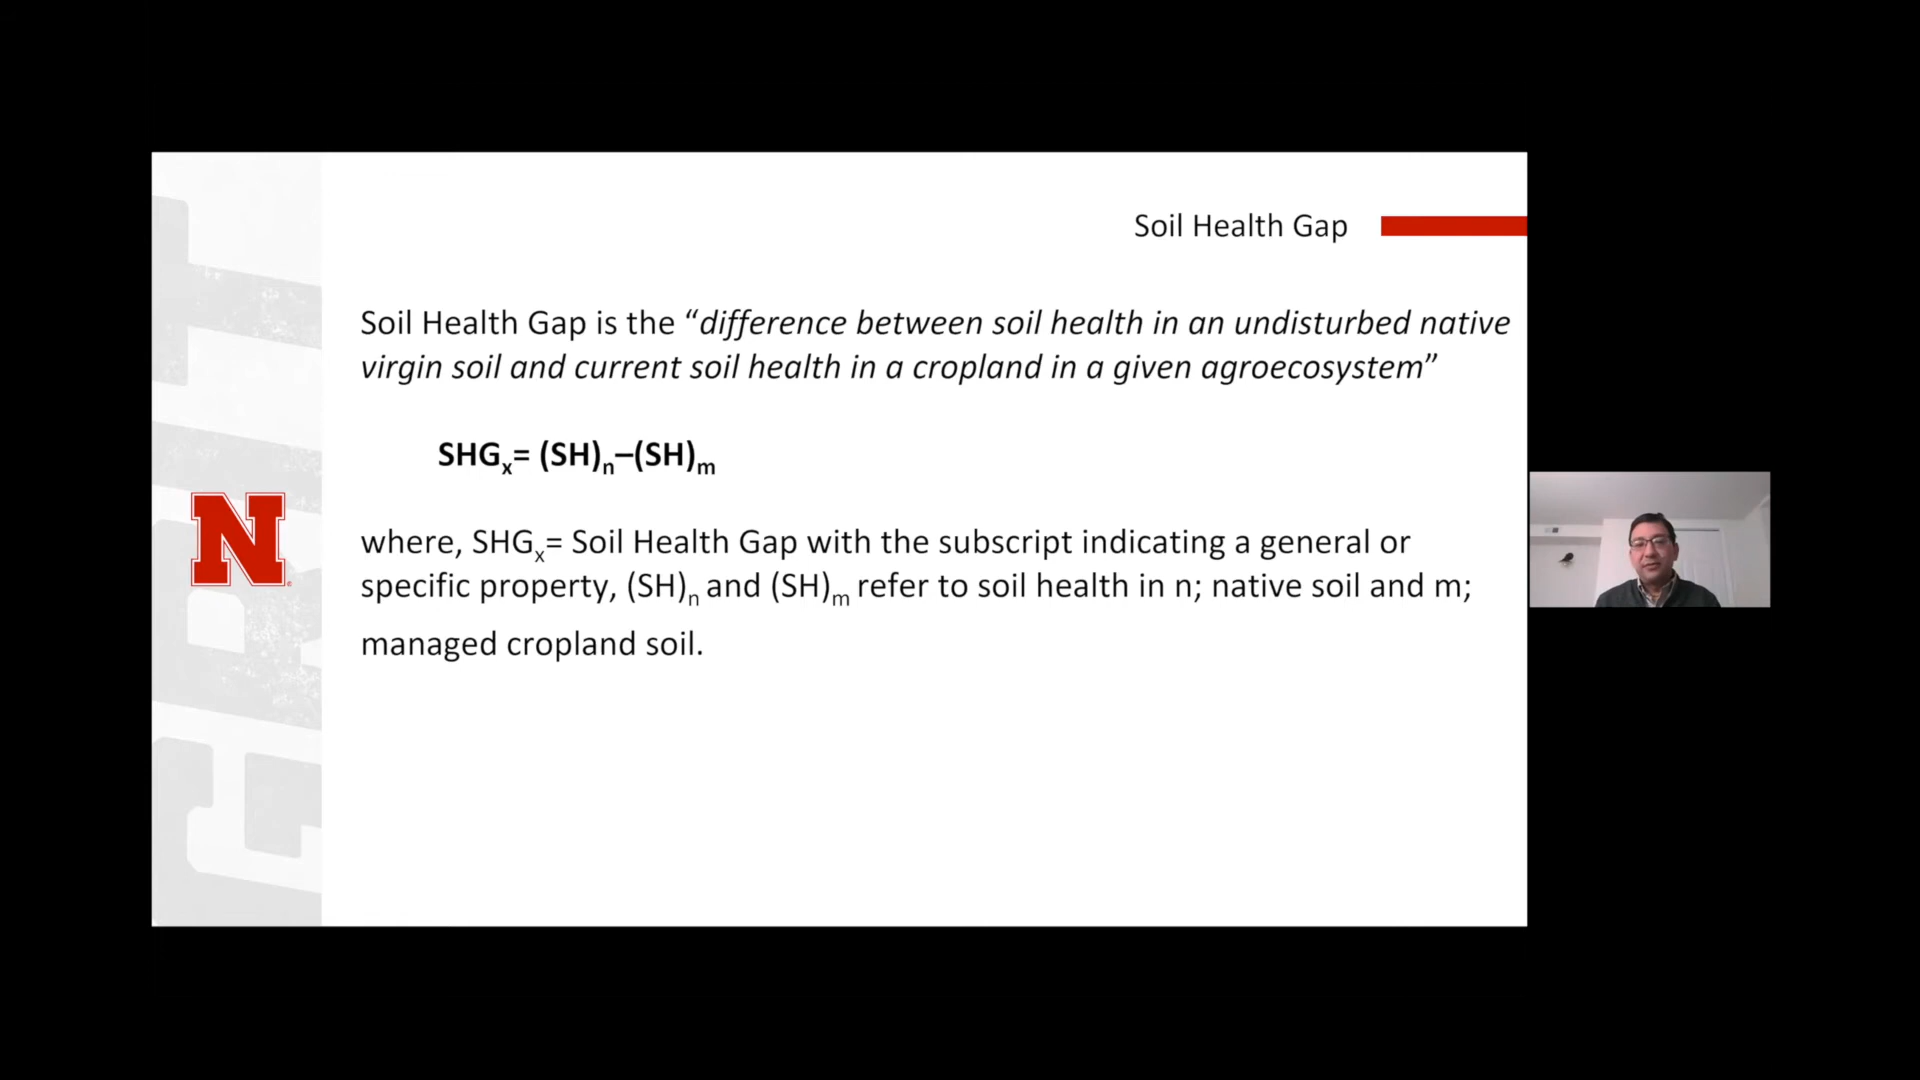 Soil Health Gap
Soil Health Gap is the “difference between soil health in an undisturbed native
virgin soil and current soil health in a cropland in a given agroecosystem”
SHGₓ= (SH)ₙ–(SH)ₘ
where, SHGₓ= Soil Health Gap with the subscript indicating a general or
specific property, (SH)ₙ and (SH)ₘ refer to soil health in n; native soil and m;
managed cropland soil.
N
GRIT